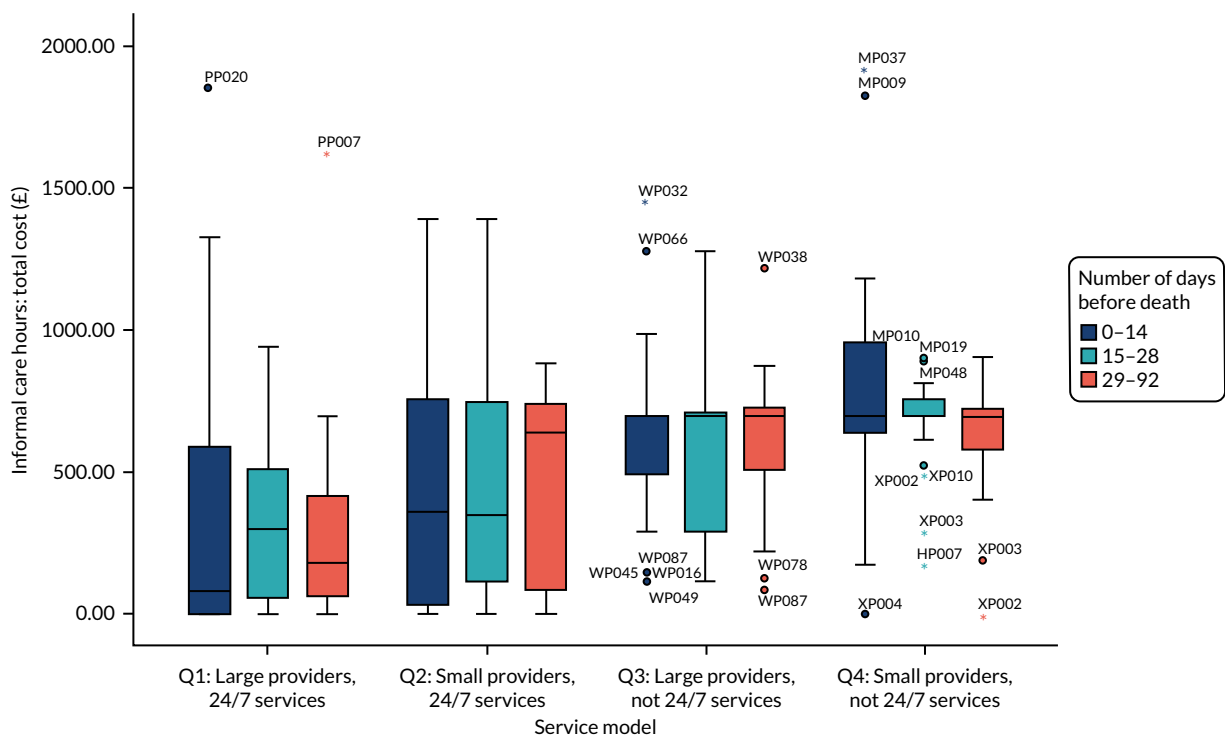 Informal care hours: total cost (£)
2000.00
1500.00
1000.00
500.00
0.00
PP020
PP007
WP032
WP066
WP038
WP087
WP045
WP016
WP049
WP078
WP087
MP037
MP009
MP010
MP019
MP048
XP002
XP010
XP003
HP007
XP004
XP003
XP002
Q1: Large providers,
24/7 services
Q2: Small providers,
24/7 services
Q3: Large providers,
not 24/7 services
Q4: Small providers,
not 24/7 services
Service model
Number of days
before death
0–14
15–28
29–92